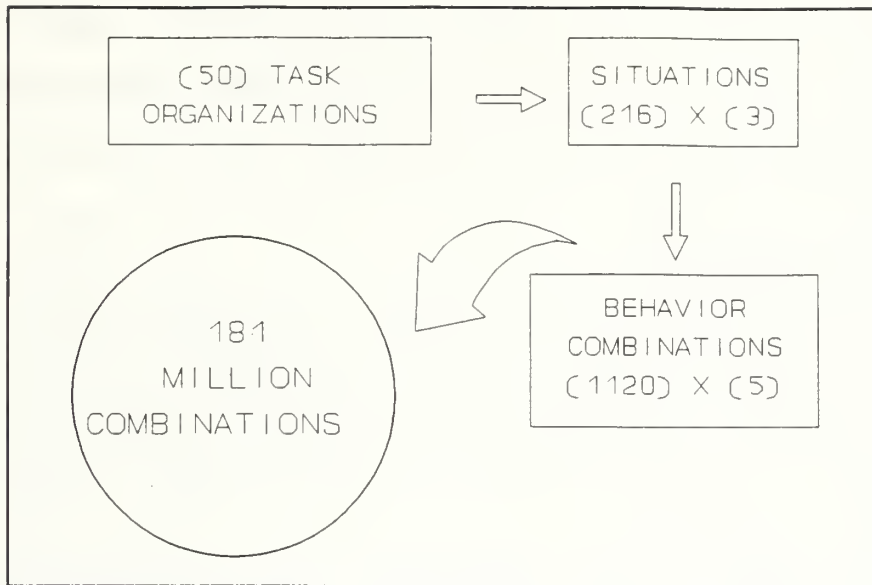 (50) TASK
ORGANIZATIONS
SITUATIONS
(216) X (3)
BEHAVIOR
COMBINATIONS
(1120) X (5)
181
MILLION
COMBINATIONS